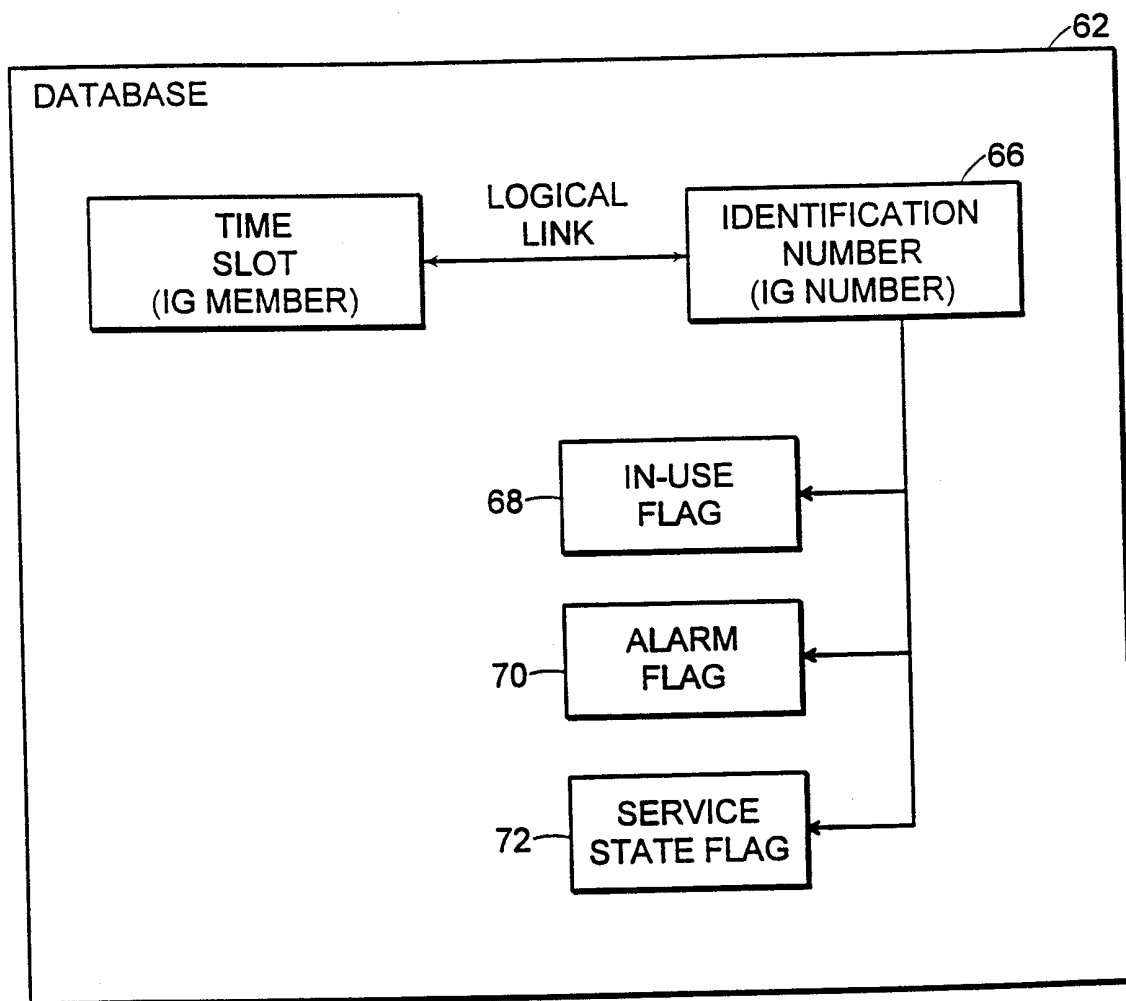 62
DATABASE
66
TIME
SLOT
(IG MEMBER)
LOGICAL
LINK
IDENTIFICATION
NUMBER
(IG NUMBER)
68
IN-USE
FLAG
70
ALARM
FLAG
72
SERVICE
STATE FLAG